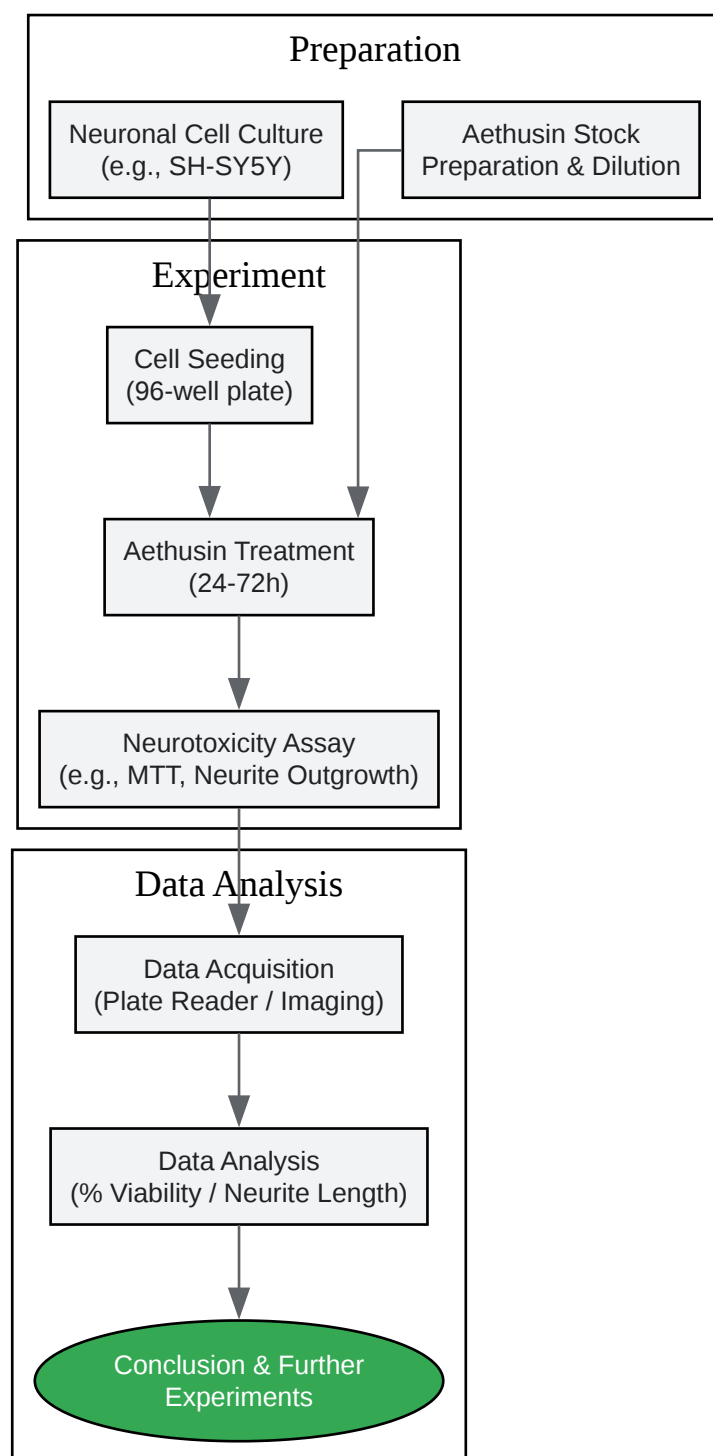 Preparation
Neuronal Cell Culture
(e.g., SH-SY5Y)
Aethusin Stock
Preparation & Dilution
Experiment
Cell Seeding
(96-well plate)
Aethusin Treatment
(24-72h)
Neurotoxicity Assay
(e.g., MTT, Neurite Outgrowth)
Data Analysis
Data Acquisition
(Plate Reader / Imaging)
Data Analysis
(% Viability / Neurite Length)
Conclusion & Further
Experiments